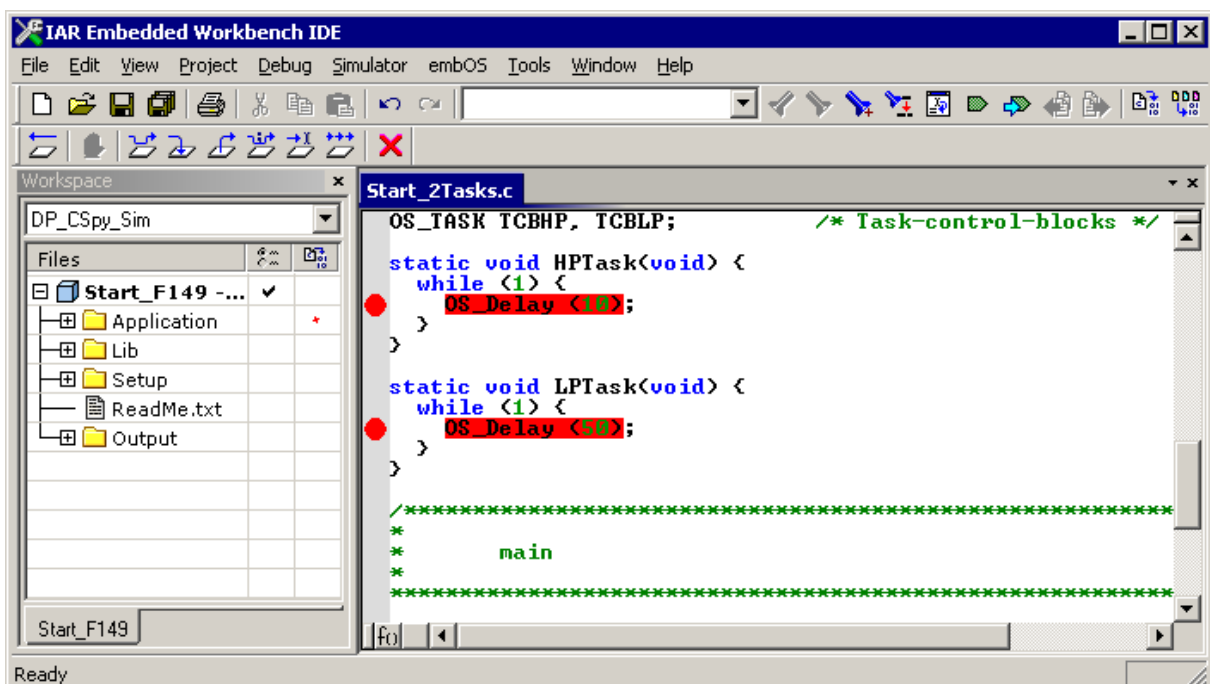 IAR Embedded Workbench IDE
File Edit View Project Debug Simulator embOS Tools Window Help
Workspace
DP_CSpy_Sim
Files
Start_F149 -...
Application
Lib
Setup
ReadMe.txt
Output
Start_F149
Start_2Tasks.c
OS_TASK TCBHP, TCBLP; /* Task-control-blocks */
static void HPTask(void) {
while (1) {
OS_Delay (10);
}
}
static void LPTask(void) {
while (1) {
OS_Delay (50);
}
}
/*********************************************************
*
* main
*
**********************************************************
f()
Ready